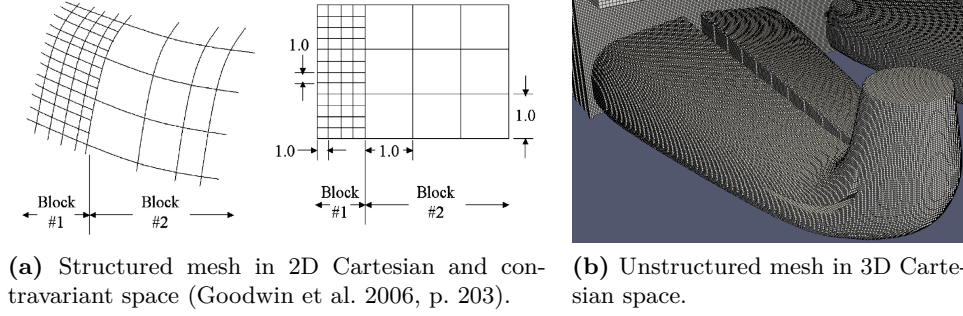 1.0
1.0
1.0
1.0
Block
#1
Block
#2
Block
#1
Block
#2
(a) Structured mesh in 2D Cartesian and con-
travariant space (Goodwin et al. 2006, p. 203).
(b) Unstructured mesh in 3D Carte-
sian space.